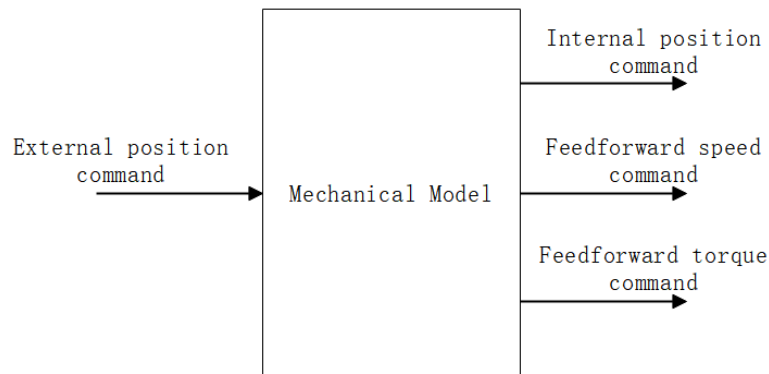 Internal position
command
External position
command
Mechanical Model
Feedforward speed
command
Feedforward torque
command